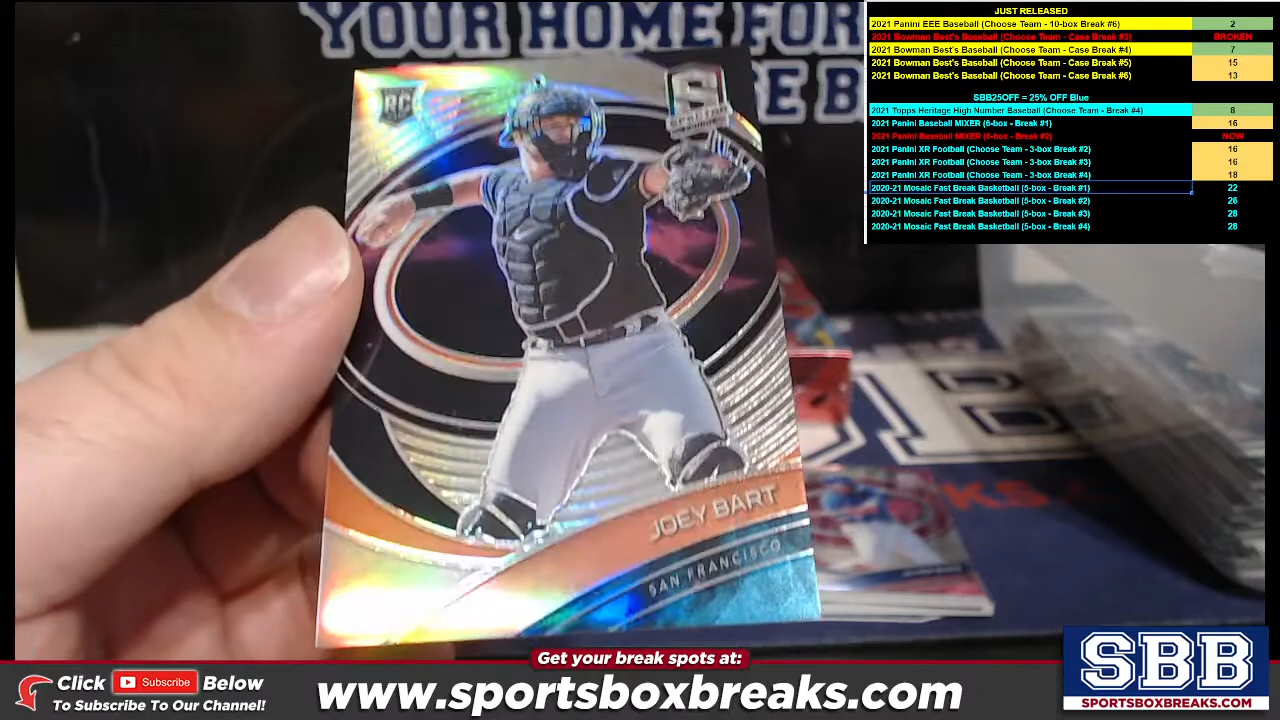 YOUR HOME FOR
E B
JUST RELEASED
2021 Panini EEE Baseball (Choose Team - 10-box Break #6) 2
2021 Bowman Best's Baseball (Choose Team - Case Break #3) BROKEN
2021 Bowman Best's Baseball (Choose Team - Case Break #4) 7
2021 Bowman Best's Baseball (Choose Team - Case Break #5) 15
2021 Bowman Best's Baseball (Choose Team - Case Break #6) 13
SBB25OFF = 25% OFF Blue
2021 Topps Heritage High Number Baseball (Choose Team - Break #4) 8
2021 Panini Baseball MIXER (6-box - Break #1) 16
2021 Panini Baseball MIXER (6-box - Break #2) NOW
2021 Panini XR Football (Choose Team - 3-box Break #2) 16
2021 Panini XR Football (Choose Team - 3-box Break #3) 16
2021 Panini XR Football (Choose Team - 3-box Break #4) 18
2020-21 Mosaic Fast Break Basketball (5-box - Break #1) 22
2020-21 Mosaic Fast Break Basketball (5-box - Break #2) 26
2020-21 Mosaic Fast Break Basketball (5-box - Break #3) 28
2020-21 Mosaic Fast Break Basketball (5-box - Break #4) 28
RC
JOEY BART
SAN FRANCISCO
Get your break spots at:
Click Subscribe Below
To Subscribe To Our Channel!
www.sportsboxbreaks.com
SBB
SPORTSBOXBREAKS.COM